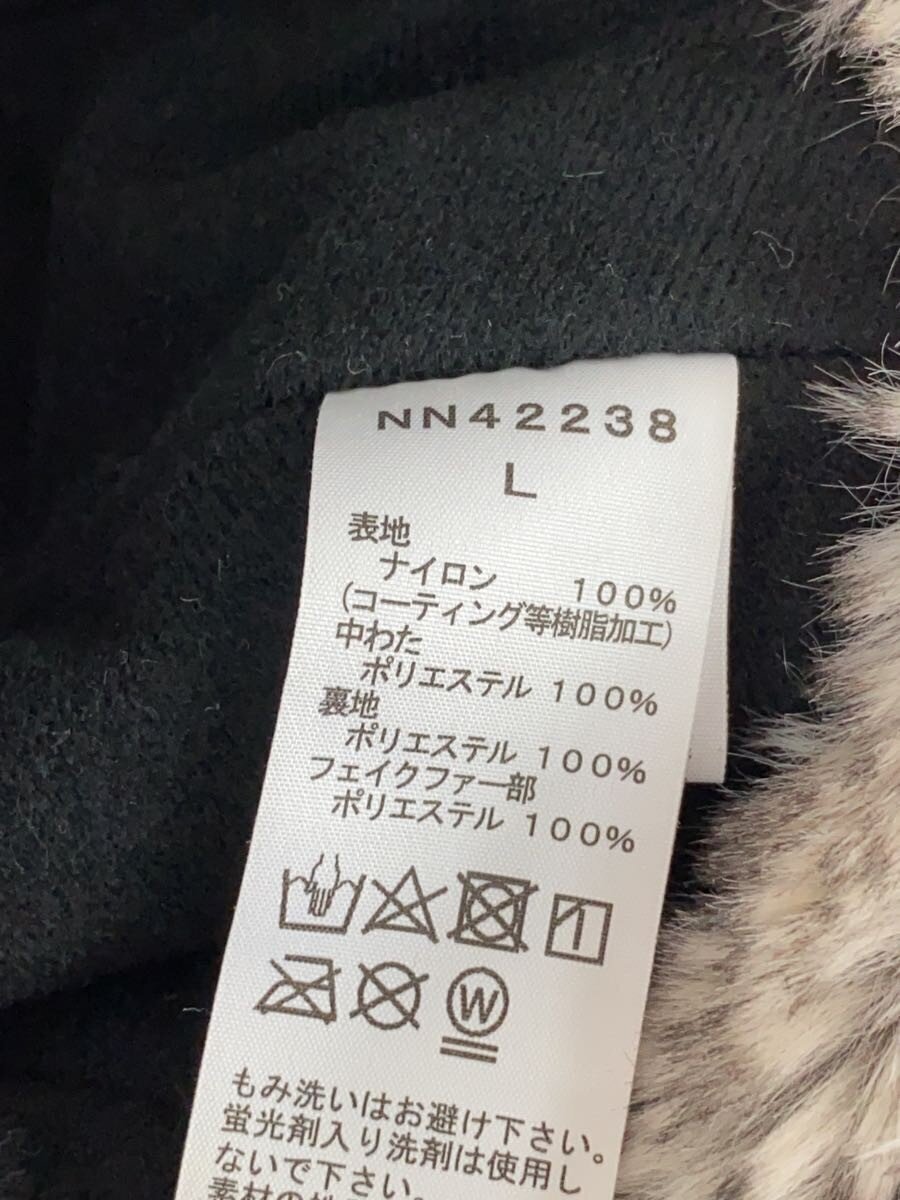 NN42238
L
表地
ナイロン 100%
(コーティング等樹脂加工)
中わた
ポリエステル 100%
裏地
ポリエステル 100%
フェイクファー部
ポリエステル 100%
W
もみ洗いはお避け下さい。
蛍光剤入り洗剤は使用し
ないで下さい。
素材の